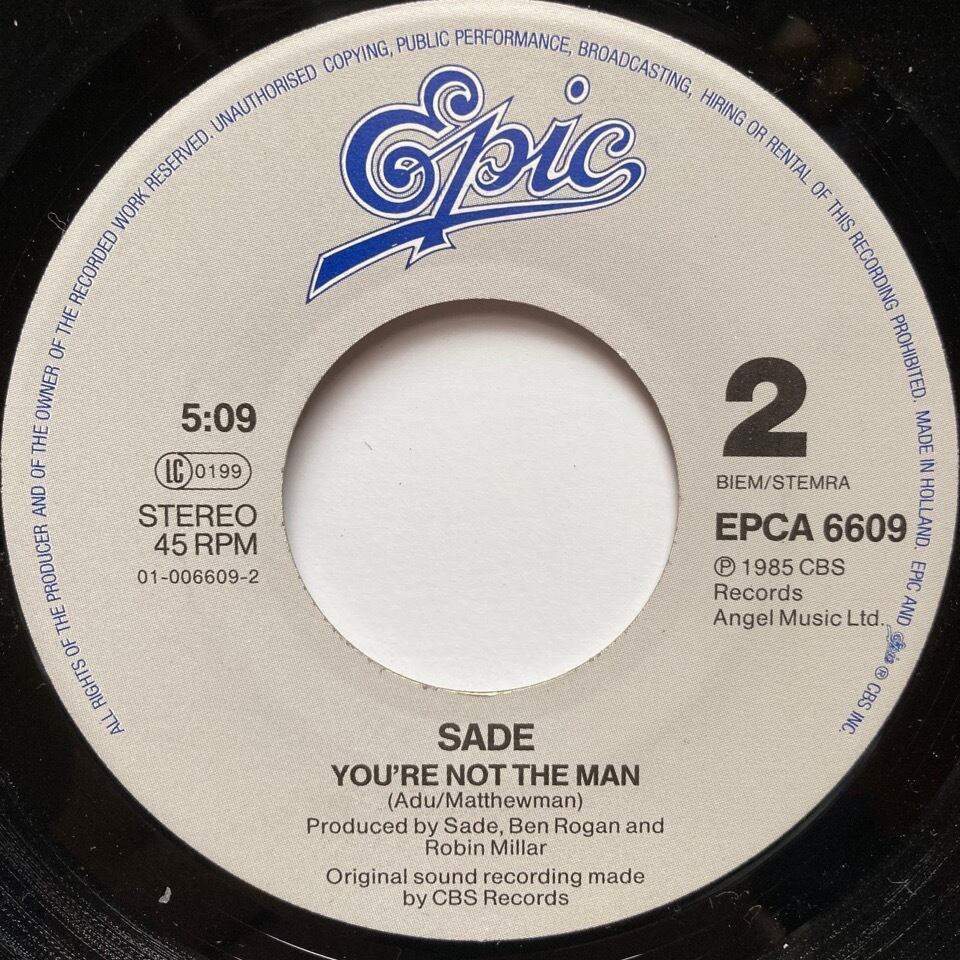 ALL RIGHTS OF THE PRODUCER AND OF THE OWNER OF THE RECORDED WORK RESERVED. UNAUTHORISED COPYING, PUBLIC PERFORMANCE, BROADCASTING, HIRING OR RENTAL OF THIS RECORDING PROHIBITED. MADE IN HOLLAND. EPIC AND Epic ® CBS INC.
Epic
5:09
LC 0199
STEREO
45 RPM
01-006609-2
2
BIEM/STEMRA
EPCA 6609
℗ 1985 CBS
Records
Angel Music Ltd.
SADE
YOU'RE NOT THE MAN
(Adu/Matthewman)
Produced by Sade, Ben Rogan and
Robin Millar
Original sound recording made
by CBS Records